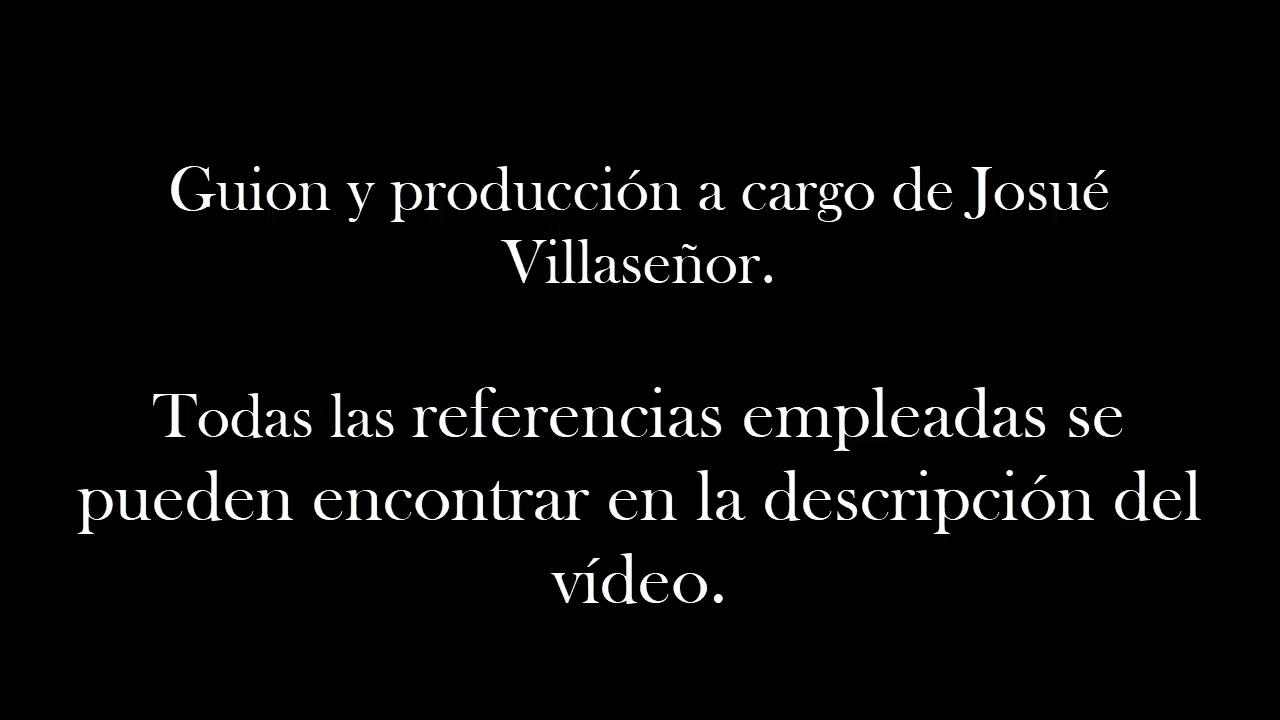 Guion y producción a cargo de Josué
Villaseñor.
Todas las referencias empleadas se
pueden encontrar en la descripción del
vídeo.